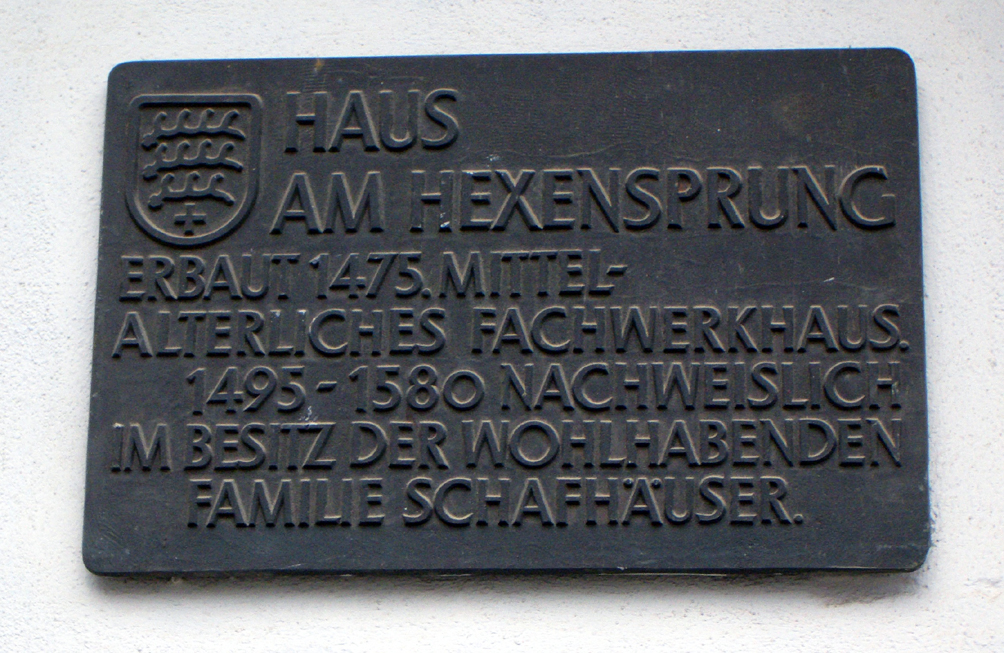 HAUS
AM HEXENSPRUNG
ERBAUT 1475. MITTEL-
ALTERLICHES FACHWERKHAUS.
1495-1580 NACHWEISLICH
IM BESITZ DER WOHLHABENDEN
FAMILIE SCHAFHÄUSER.